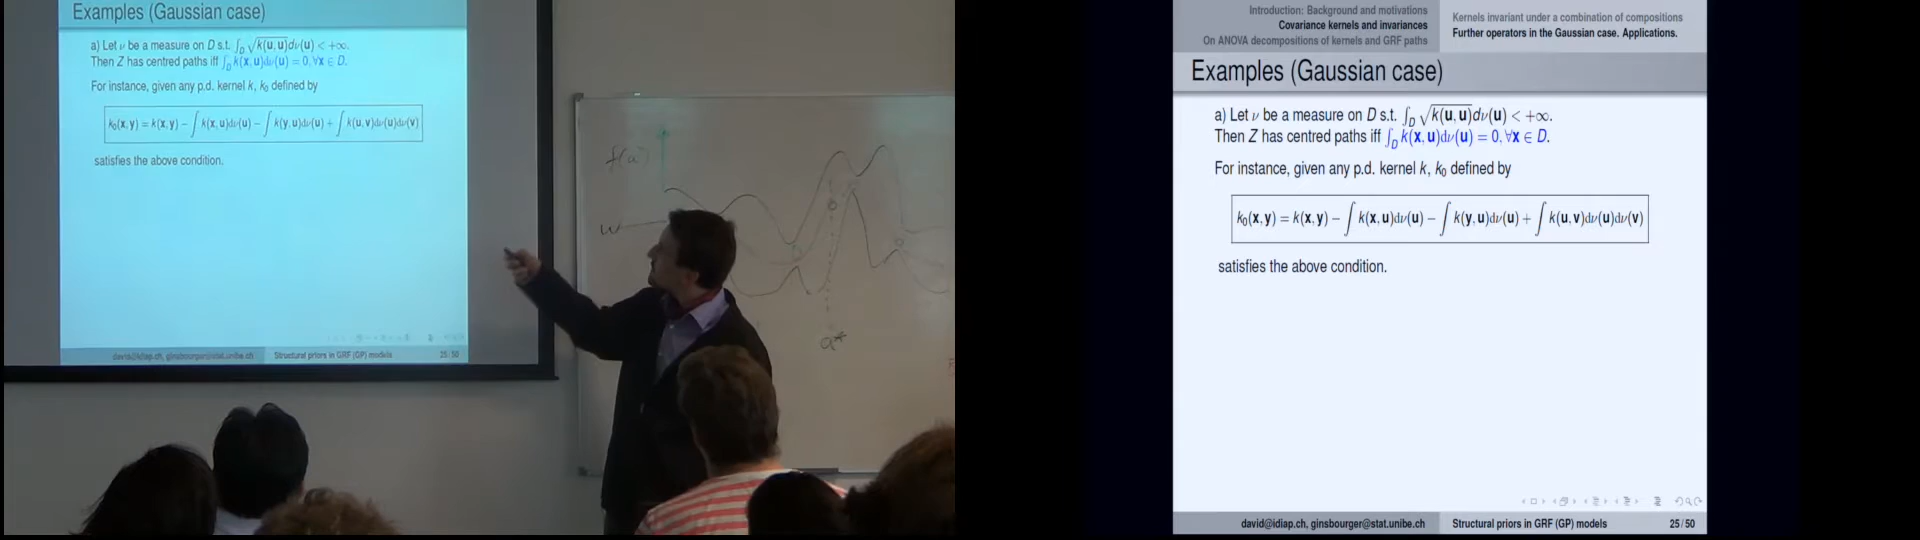 Examples (Gaussian case)
a) Let ν be a measure on D s.t. ∫_D √k(u,u)dν(u) < +∞.
Then Z has centred paths iff ∫_D k(x,u)dν(u) = 0, ∀x ∈ D.
For instance, given any p.d. kernel k, k₀ defined by
k₀(x,y) = k(x,y) − ∫ k(x,u)dν(u) − ∫ k(y,u)dν(u) + ∫ k(u,v)dν(u)dν(v)
satisfies the above condition.
david@idiap.ch, ginsbourger@stat.unibe.ch Structural priors in GRF (GP) models 25/50
f(a)
a*
Introduction: Background and motivations
Covariance kernels and invariances
On ANOVA decompositions of kernels and GRF paths
Kernels invariant under a combination of compositions
Further operators in the Gaussian case. Applications.
Examples (Gaussian case)
a) Let ν be a measure on D s.t. ∫_D √k(u,u)dν(u) < +∞.
Then Z has centred paths iff ∫_D k(x,u)dν(u) = 0, ∀x ∈ D.
For instance, given any p.d. kernel k, k₀ defined by
k₀(x,y) = k(x,y) − ∫ k(x,u)dν(u) − ∫ k(y,u)dν(u) + ∫ k(u,v)dν(u)dν(v)
satisfies the above condition.
david@idiap.ch, ginsbourger@stat.unibe.ch Structural priors in GRF (GP) models 25/50